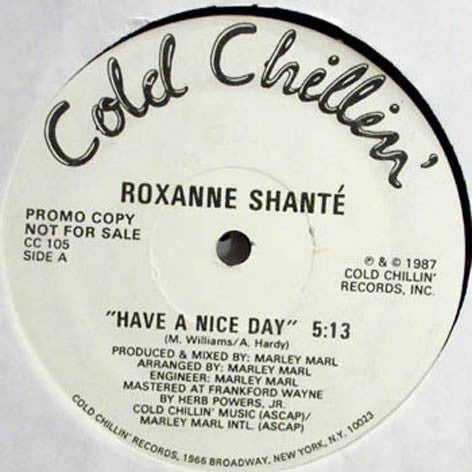 Cold Chillin'
ROXANNE SHANTÉ
PROMO COPY
NOT FOR SALE
CC 105
SIDE A
℗ & © 1987
COLD CHILLIN'
RECORDS, INC.
"HAVE A NICE DAY" 5:13
(M. Williams/A. Hardy)
PRODUCED & MIXED BY: MARLEY MARL
ARRANGED BY: MARLEY MARL
ENGINEER: MARLEY MARL
MASTERED AT FRANKFORD WAYNE
BY HERB POWERS, JR.
COLD CHILLIN' MUSIC (ASCAP)/
MARLEY MARL INTL. (ASCAP)
COLD CHILLIN' RECORDS, 1966 BROADWAY, NEW YORK, N.Y. 10023